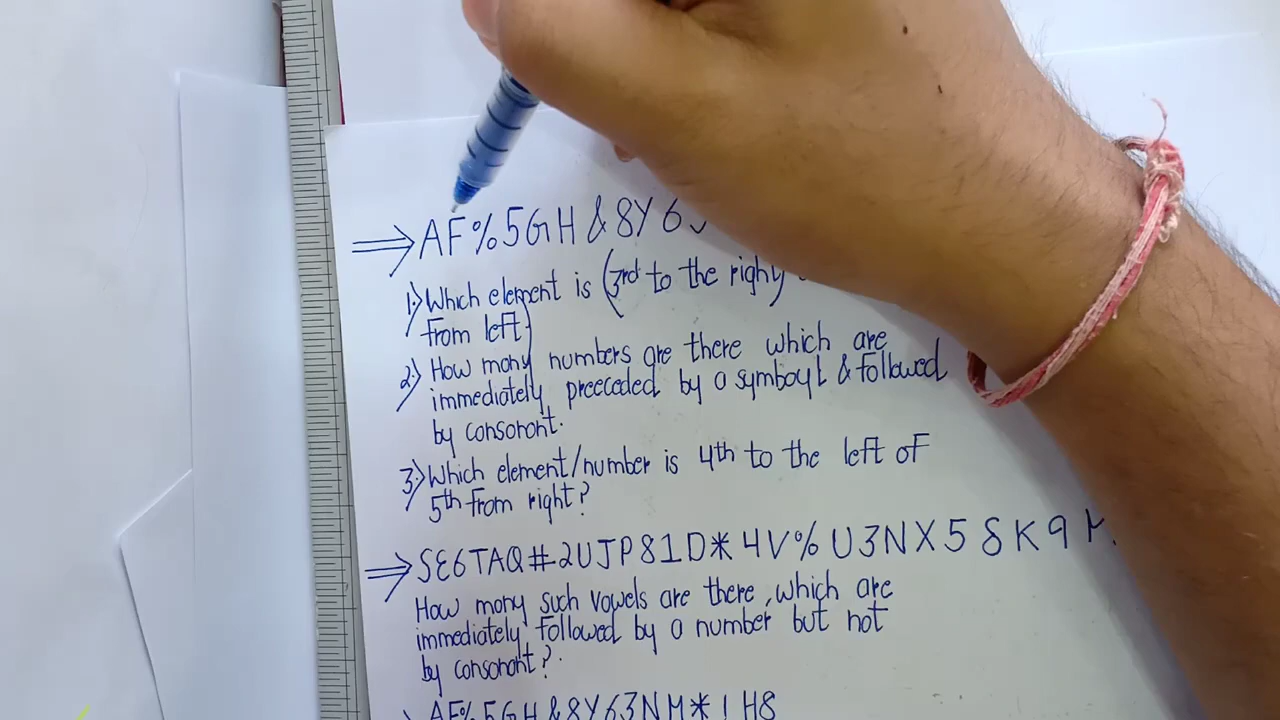 ⇒ AF%5GH&8Y6
1) Which element is (3rd to the right)
from left)
2) How many numbers are there which are
immediately preeceded by a symboyl & followed
by consonant.
3) Which element/number is 4th to the left of
5th from right?
⇒ SE6TAQ#2UJP81D*4V%U3NX58K9M
How many such vowels are there, which are
immediately followed by a number but not
by consonant?.
AF%5GH&8Y63NM*1H8